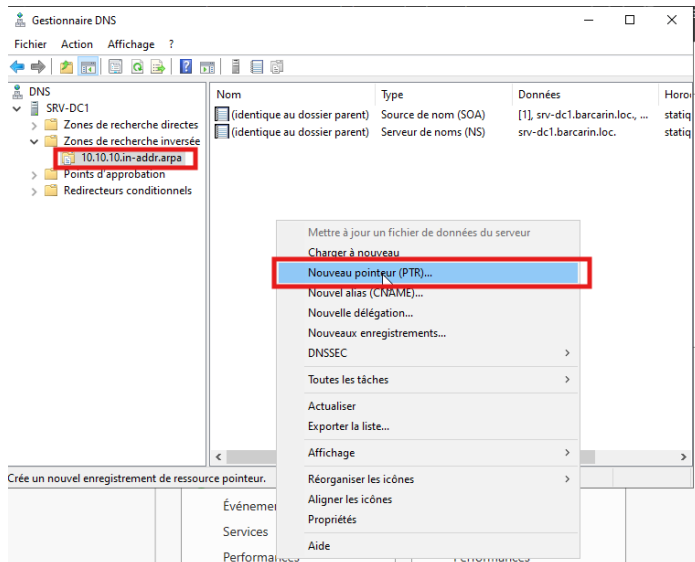 Gestionnaire DNS
Fichier Action Affichage ?
DNS
SRV-DC1
Zones de recherche directes
Zones de recherche inversée
10.10.10.in-addr.arpa
Points d'approbation
Redirecteurs conditionnels
Nom Type Données Horo
(identique au dossier parent) Source de nom (SOA) [1], srv-dc1.barcarin.loc., ... statiq
(identique au dossier parent) Serveur de noms (NS) srv-dc1.barcarin.loc. statiq
Mettre à jour un fichier de données du serveur
Charger à nouveau
Nouveau pointeur (PTR)...
Nouvel alias (CNAME)...
Nouvelle délégation...
Nouveaux enregistrements...
DNSSEC
Toutes les tâches
Actualiser
Exporter la liste...
Affichage
Réorganiser les icônes
Aligner les icônes
Propriétés
Aide
Crée un nouvel enregistrement de ressource pointeur.
Événeme
Services
Performances Performances